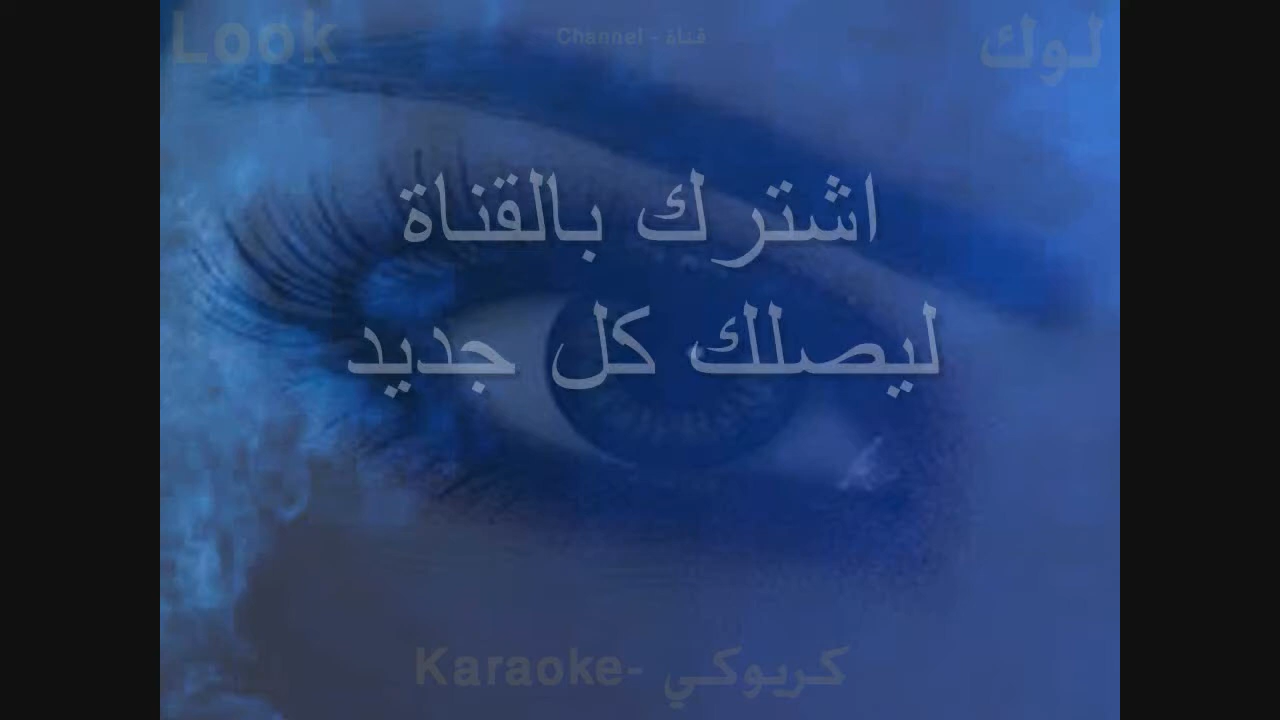 Look
Channel - قناة
لوك
اشترك بالقناة
ليصلك كل جديد
Karaoke- كريوكي